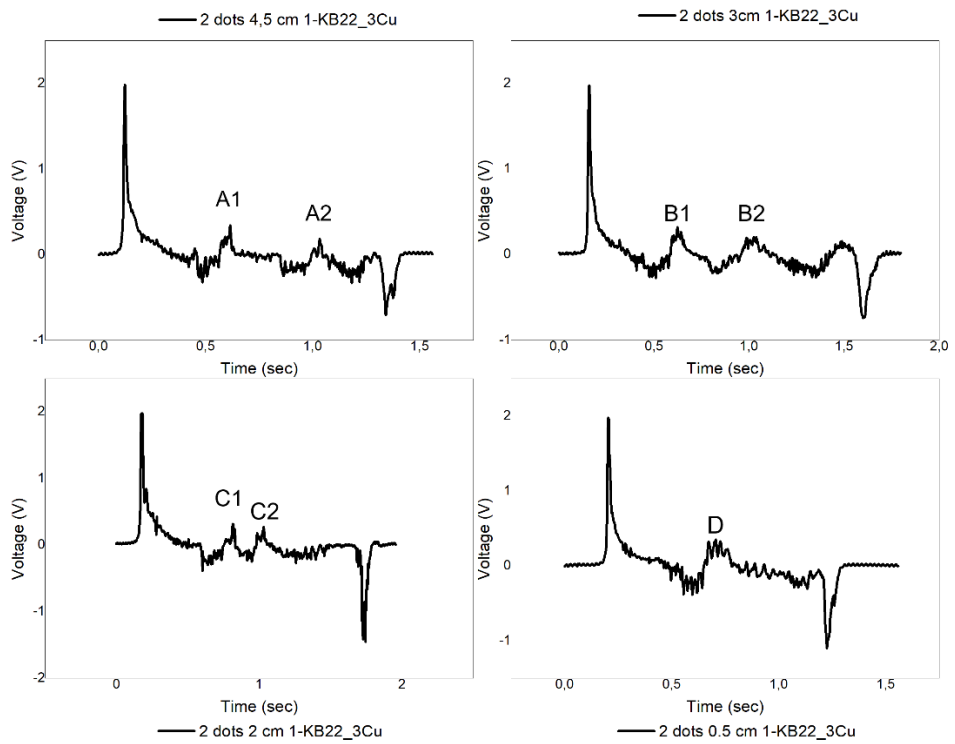 2 dots 4,5 cm 1-KB22_3Cu
2
1
0
-1
Voltage (V)
A1
A2
0,0 0,5 1,0 1,5
Time (sec)
2 dots 3cm 1-KB22_3Cu
2
1
0
-1
Voltage (V)
B1
B2
0,0 0,5 1,0 1,5 2,0
Time (sec)
2
1
0
-1
-2
Voltage (V)
C1
C2
0 1 2
Time (sec)
2 dots 2 cm 1-KB22_3Cu
2
1
0
-1
Voltage (V)
D
0,0 0,5 1,0 1,5
Time (sec)
2 dots 0.5 cm 1-KB22_3Cu